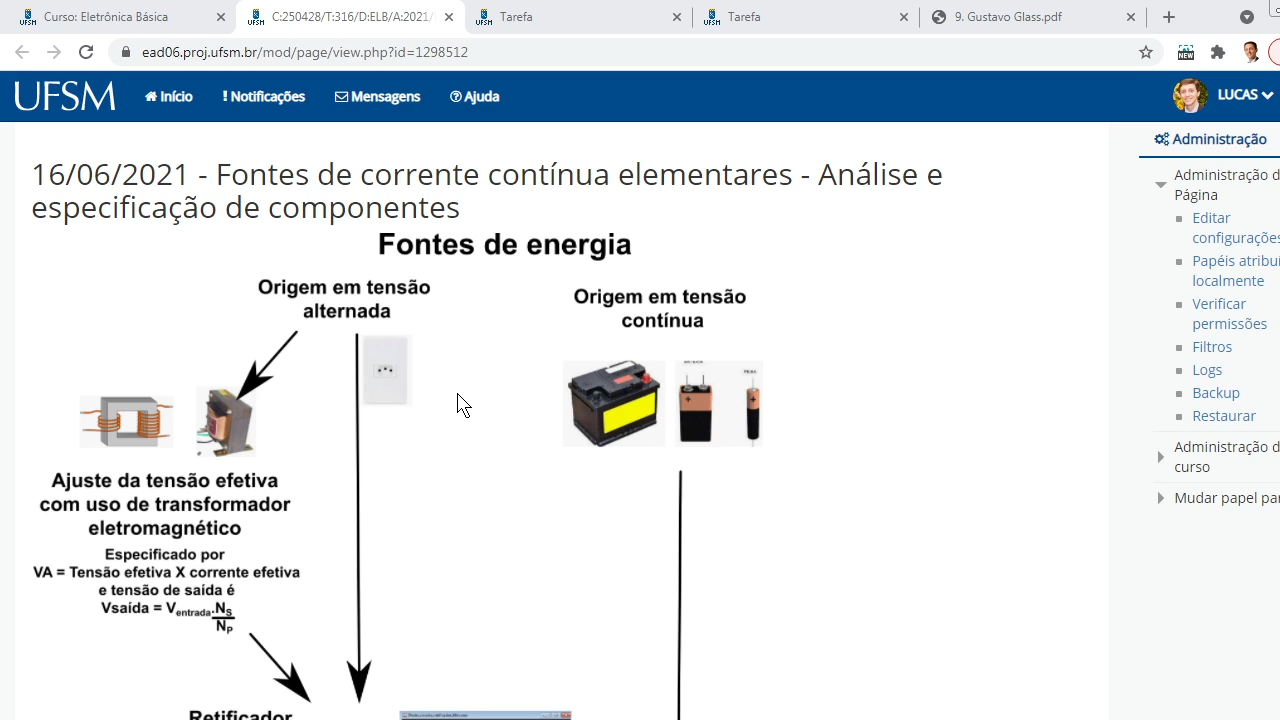 Curso: Eletrônica Básica
C:250428/T:316/D:ELB/A:2021/
Tarefa
Tarefa
9. Gustavo Glass.pdf
ead06.proj.ufsm.br/mod/page/view.php?id=1298512
NEW
UFSM
Início
! Notificações
Mensagens
Ajuda
LUCAS
16/06/2021 - Fontes de corrente contínua elementares - Análise e
especificação de componentes
Fontes de energia
Origem em tensão
alternada
Origem em tensão
contínua
Ajuste da tensão efetiva
com uso de transformador
eletromagnético
Especificado por
VA = Tensão efetiva X corrente efetiva
e tensão de saída é
Vsaída = Ventrada.NS
NP
Retificador
Administração
Administração d
Página
Editar
configurações
Papéis atribuí
localmente
Verificar
permissões
Filtros
Logs
Backup
Restaurar
Administração d
curso
Mudar papel par